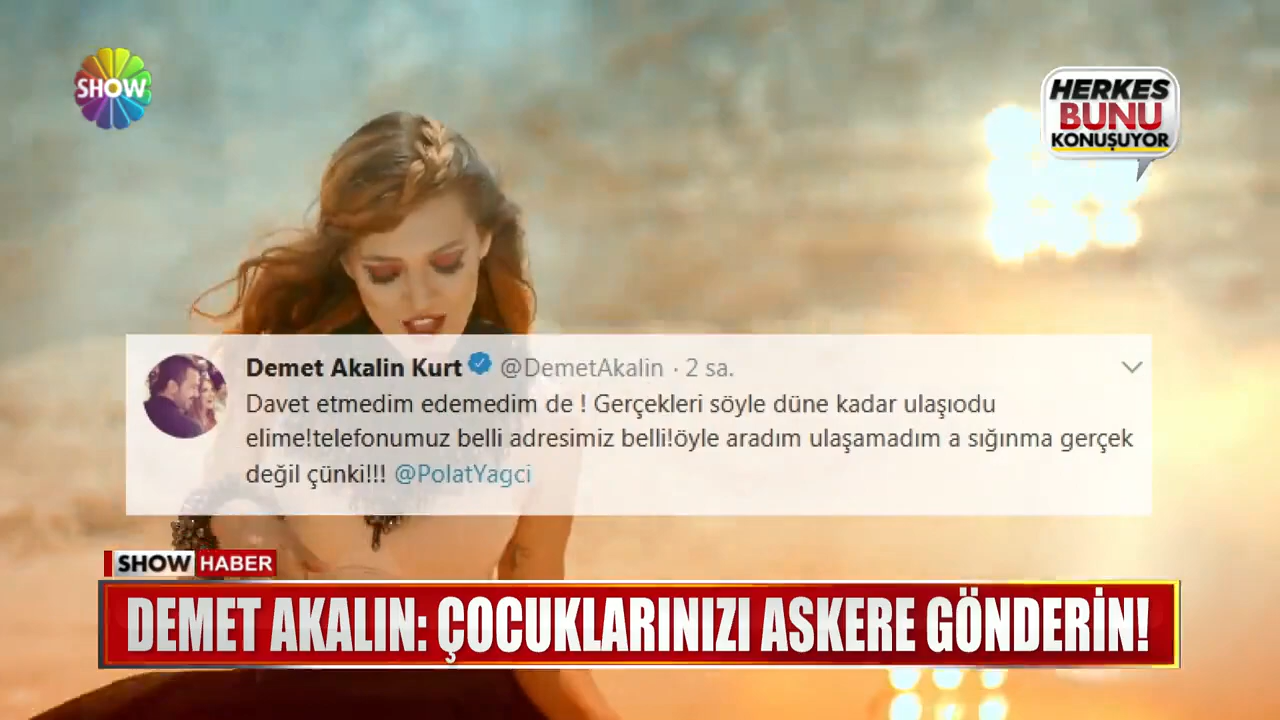 SHOW
HERKES
BUNU
KONUŞUYOR
Demet Akalin Kurt @DemetAkalin · 2 sa.
Davet etmedim edemedim de ! Gerçekleri söyle düne kadar ulaşıodu
elime!telefonumuz belli adresimiz belli!öyle aradım ulaşamadım a sığınma gerçek
değil çünki!!! @PolatYagci
SHOW HABER
DEMET AKALIN: ÇOCUKLARINIZI ASKERE GÖNDERİN!